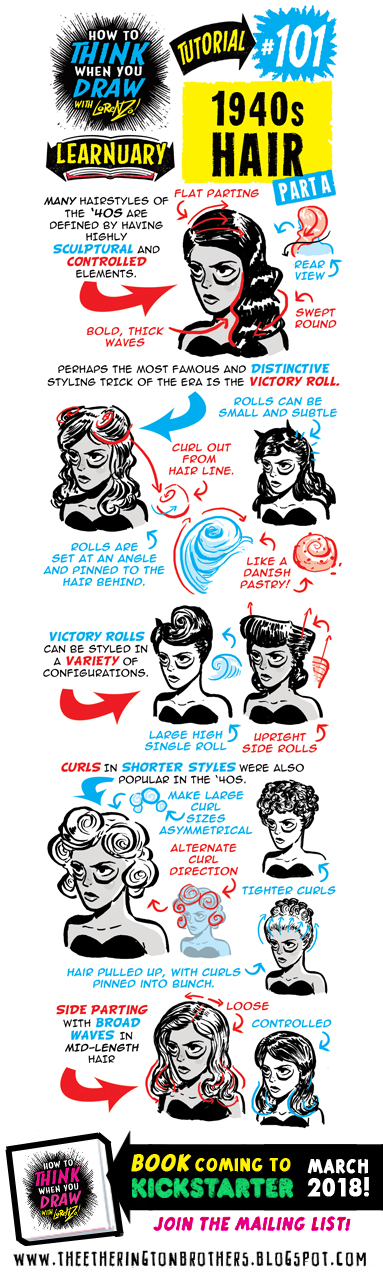 HOW TO
THINK
WHEN YOU
DRAW
WITH LORENZO!
TUTORIAL
#101
LEARNUARY
1940s
HAIR
PART A
MANY HAIRSTYLES OF
THE '40S ARE
DEFINED BY HAVING
HIGHLY
SCULPTURAL AND
CONTROLLED
ELEMENTS.
FLAT PARTING
REAR
VIEW
SWEPT
ROUND
BOLD, THICK
WAVES
PERHAPS THE MOST FAMOUS AND DISTINCTIVE
STYLING TRICK OF THE ERA IS THE VICTORY ROLL.
ROLLS CAN BE
SMALL AND SUBTLE
CURL OUT
FROM
HAIR LINE.
ROLLS ARE
SET AT AN ANGLE
AND PINNED TO THE
HAIR BEHIND.
LIKE A
DANISH
PASTRY!
VICTORY ROLLS
CAN BE STYLED IN
A VARIETY OF
CONFIGURATIONS.
LARGE HIGH
SINGLE ROLL
UPRIGHT
SIDE ROLLS
CURLS IN SHORTER STYLES WERE ALSO
POPULAR IN THE '40S.
MAKE LARGE
CURL
SIZES
ASYMMETRICAL
ALTERNATE
CURL
DIRECTION
TIGHTER CURLS
HAIR PULLED UP, WITH CURLS
PINNED INTO BUNCH.
SIDE PARTING
WITH BROAD
WAVES IN
MID-LENGTH
HAIR
LOOSE
CONTROLLED
HOW TO
THINK
WHEN YOU
DRAW
WITH LORENZO!
BOOK COMING TO
KICKSTARTER
MARCH
2018!
JOIN THE MAILING LIST!
WWW.THEETHERINGTONBROTHERS.BLOGSPOT.COM